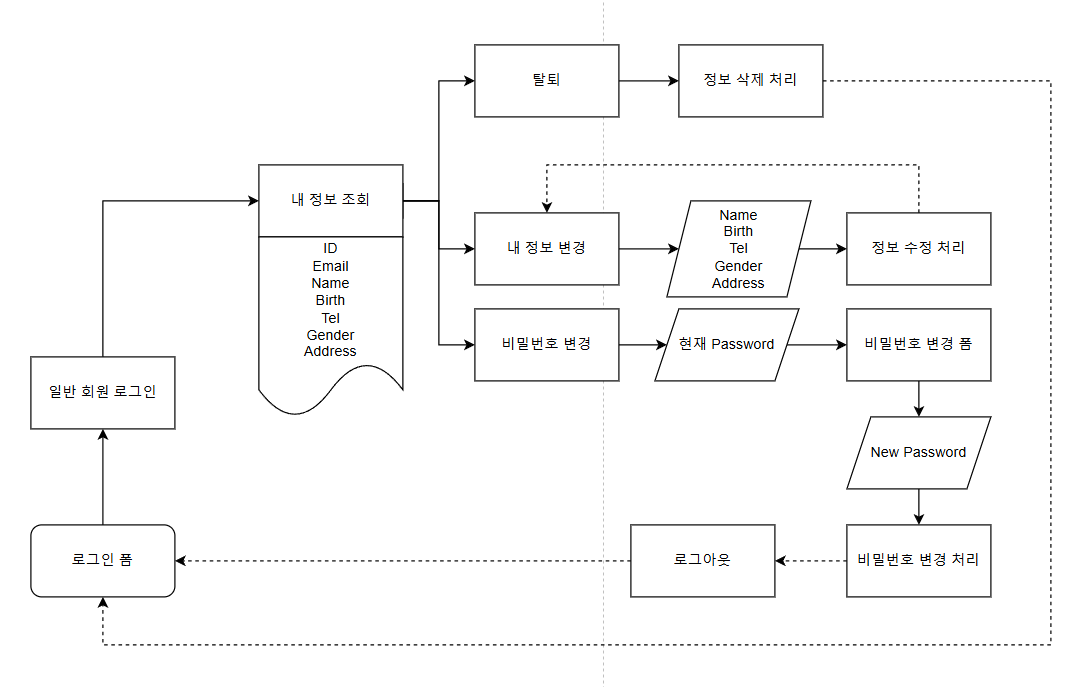 탈퇴
정보 삭제 처리
내 정보 조회
ID
Email
Name
Birth
Tel
Gender
Address
내 정보 변경
Name
Birth
Tel
Gender
Address
정보 수정 처리
비밀번호 변경
현재 Password
비밀번호 변경 폼
일반 회원 로그인
New Password
로그인 폼
로그아웃
비밀번호 변경 처리